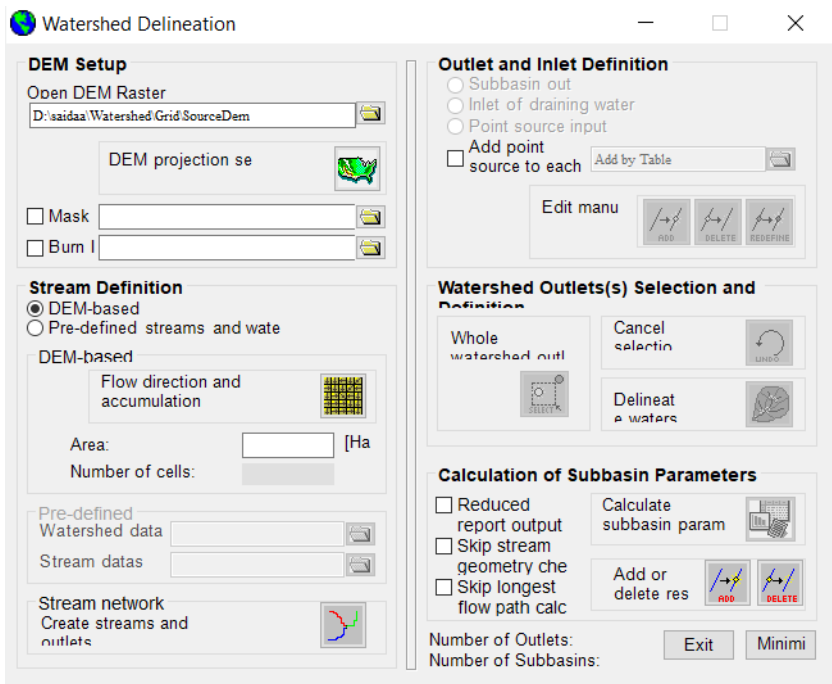 Watershed Delineation
DEM Setup
Open DEM Raster
D:\saidaa\Watershed\Grid\SourceDem
DEM projection se
Mask
Burn I
Stream Definition
DEM-based
Pre-defined streams and wate
DEM-based
Flow direction and
accumulation
Area:
[Ha
Number of cells:
Pre-defined
Watershed data
Stream datas
Stream network
Create streams and
outlets
Outlet and Inlet Definition
Subbasin out
Inlet of draining water
Point source input
Add point
source to each
Add by Table
Edit manu
ADD
DELETE
REDEFINE
Watershed Outlets(s) Selection and
Definition
Whole
watershed outl
SELECT
Cancel
selectio
UNDO
Delineat
e waters
Calculation of Subbasin Parameters
Reduced
report output
Skip stream
geometry che
Skip longest
flow path calc
Calculate
subbasin param
Add or
delete res
ADD
DELETE
Number of Outlets:
Number of Subbasins:
Exit
Minimi